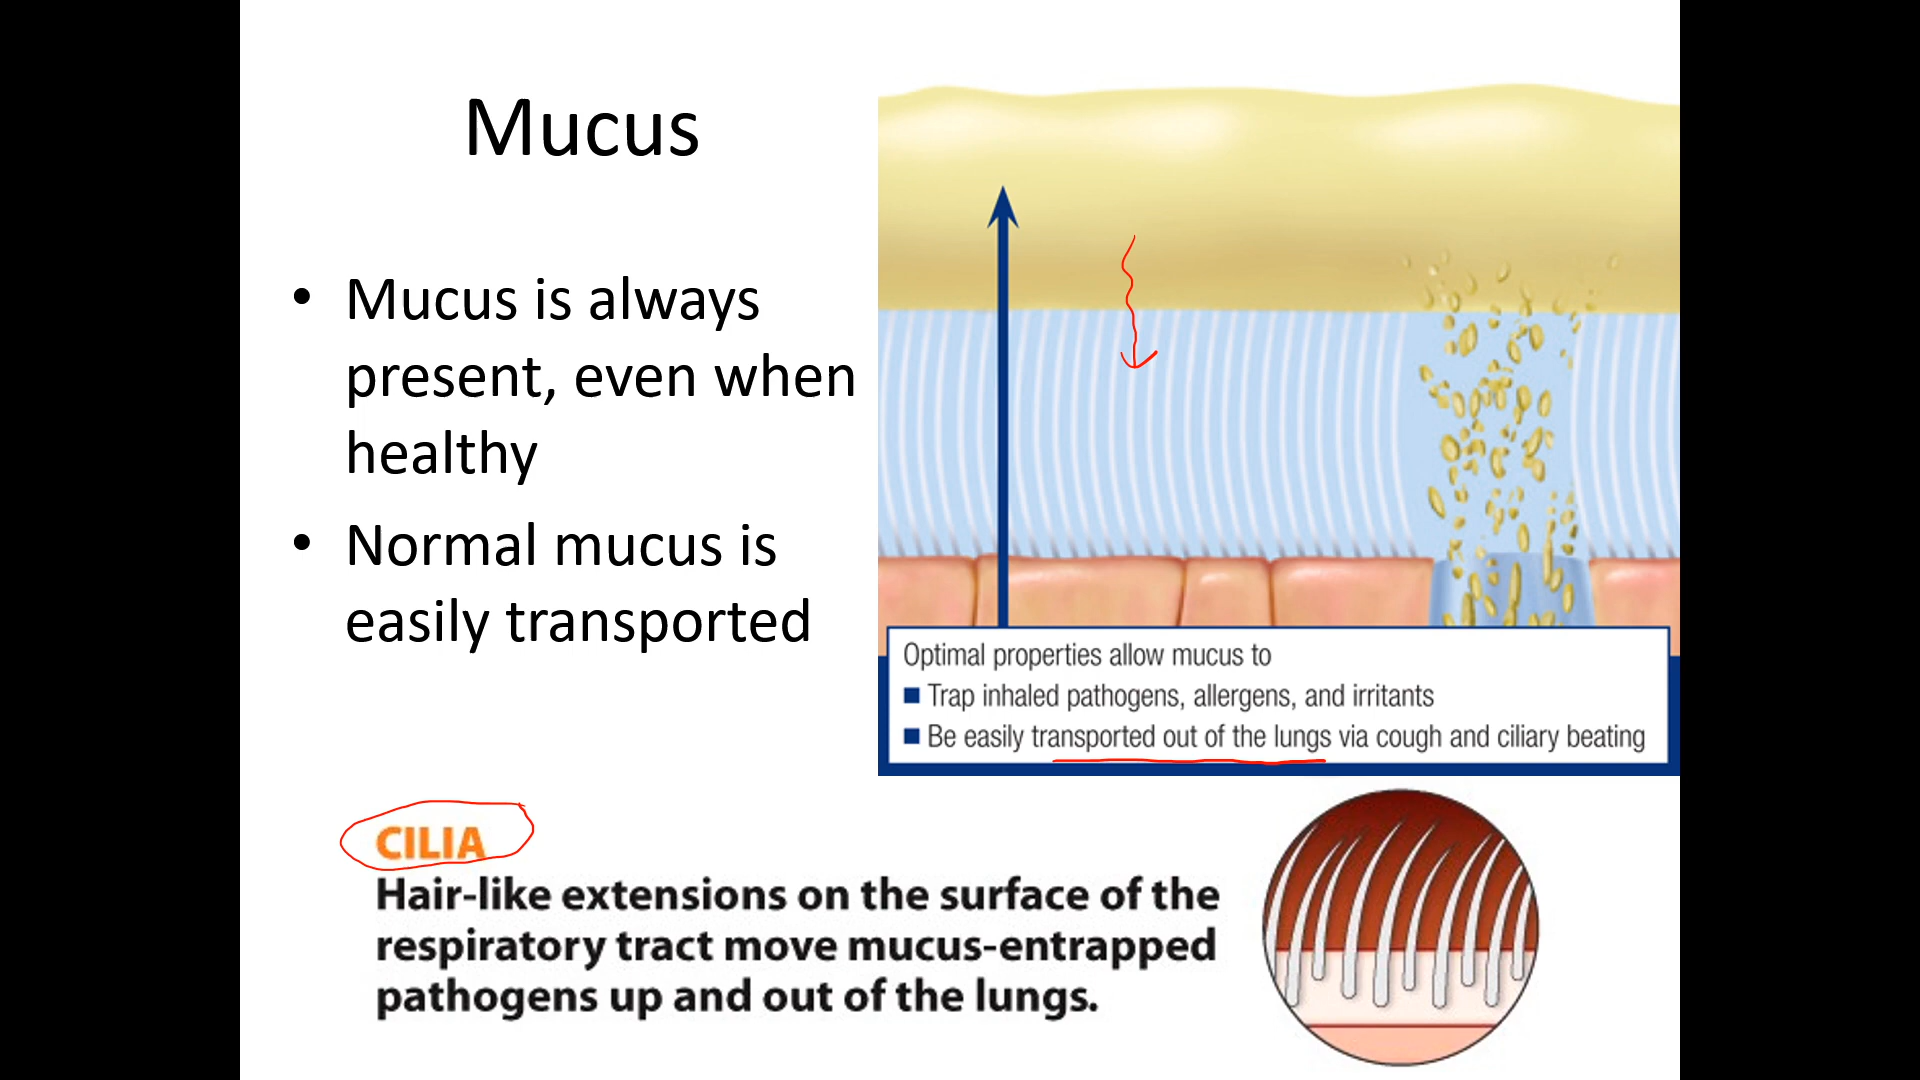 Mucus
• Mucus is always
present, even when
healthy
• Normal mucus is
easily transported
Optimal properties allow mucus to
■ Trap inhaled pathogens, allergens, and irritants
■ Be easily transported out of the lungs via cough and ciliary beating
CILIA
Hair-like extensions on the surface of the
respiratory tract move mucus-entrapped
pathogens up and out of the lungs.